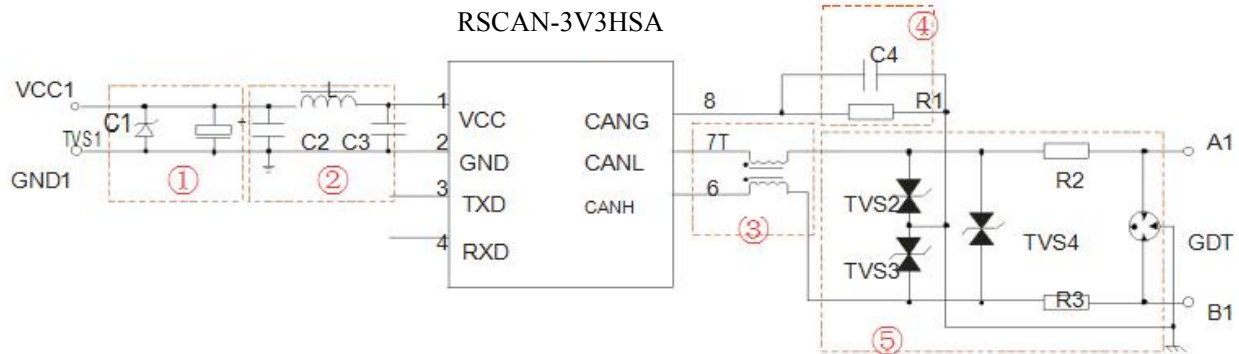 RSCAN-3V3HSA
④
C4
R1
VCC1
C1
TVS1
GND1
+
L
C2
C3
①
②
1
2
3
4
VCC
GND
TXD
RXD
CANG
CANL
CANH
8
7T
6
③
TVS2
TVS3
TVS4
R2
R3
GDT
A1
B1
⑤